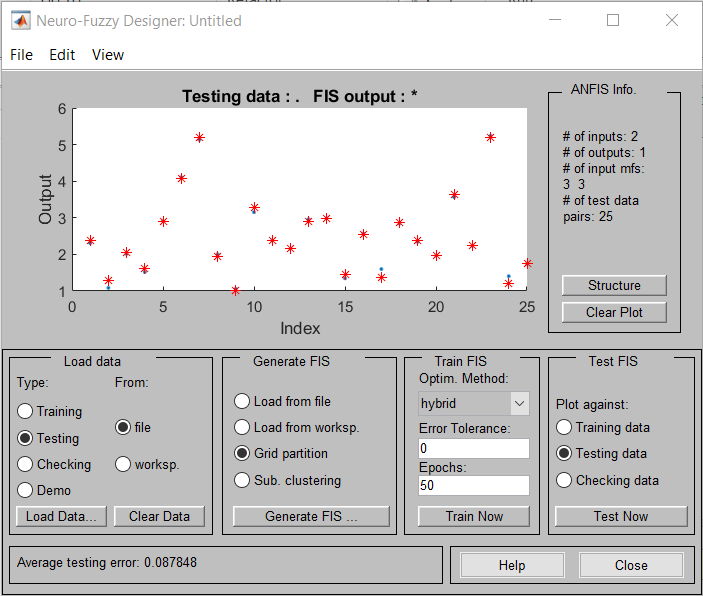 Neuro-Fuzzy Designer: Untitled
File Edit View
Testing data : . FIS output : *
Output
6
5
4
3
2
1
0 5 10 15 20 25
Index
ANFIS Info.
# of inputs: 2
# of outputs: 1
# of input mfs:
3 3
# of test data
pairs: 25
Structure
Clear Plot
Load data
Type: From:
Training
Testing
Checking
Demo
file
worksp.
Load Data... Clear Data
Generate FIS
Load from file
Load from worksp.
Grid partition
Sub. clustering
Generate FIS ...
Train FIS
Optim. Method:
hybrid
Error Tolerance:
0
Epochs:
50
Train Now
Test FIS
Plot against:
Training data
Testing data
Checking data
Test Now
Average testing error: 0.087848
Help Close